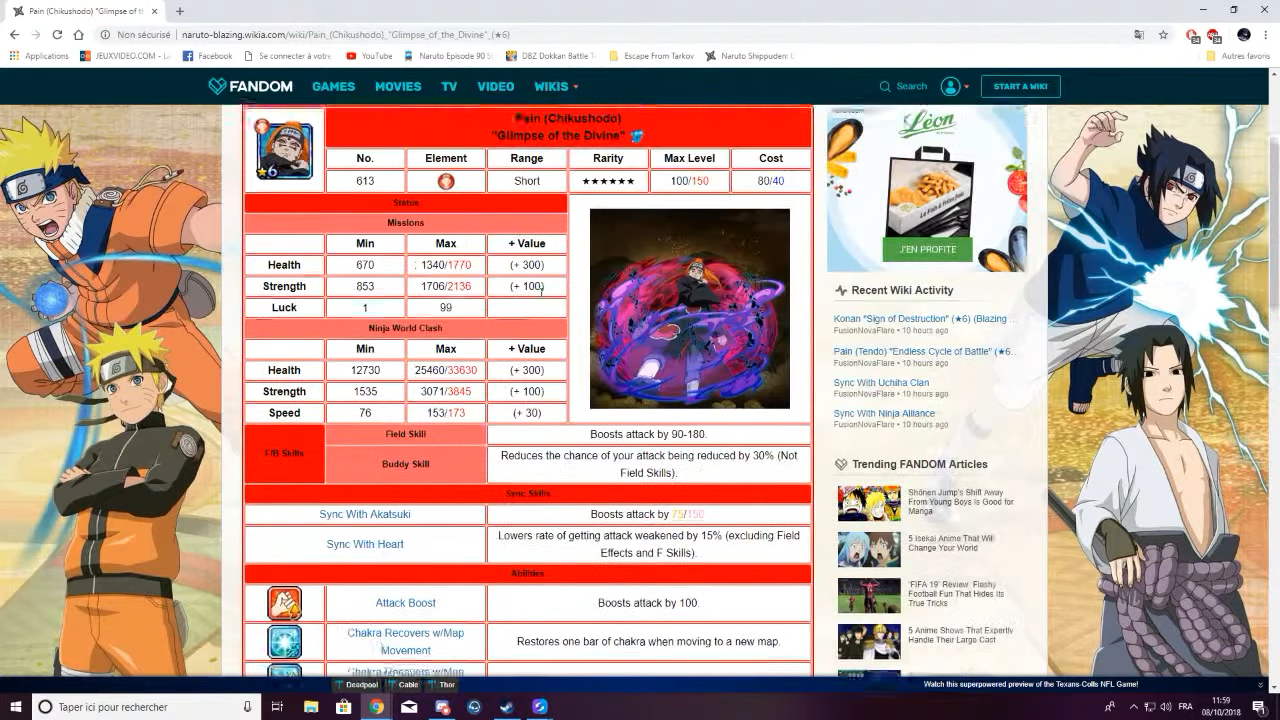 Pain (Chikushodo) "Glimpse of th
Non sécurisé | naruto-blazing.wikia.com/wiki/Pain_(Chikushodo)_"Glimpse_of_the_Divine"_(★6)
Applications JEUXVIDEO.COM - La Facebook Se connecter à votre YouTube Naruto Episode 90 S DBZ Dokkan Battle T Escape From Tarkov Naruto Shippuden: U Autres favoris
FANDOM GAMES MOVIES TV VIDEO WIKIS Search START A WIKI
Pain (Chikushodo)
"Glimpse of the Divine"
★6
No. Element Range Rarity Max Level Cost
613 Short ★★★★★★ 100/150 80/40
Status
Missions
Min Max + Value
Health 670 1340/1770 (+ 300)
Strength 853 1706/2136 (+ 100)
Luck 1 99
Ninja World Clash
Min Max + Value
Health 12730 25460/33630 (+ 300)
Strength 1535 3071/3845 (+ 100)
Speed 76 153/173 (+ 30)
F/B Skills
Field Skill Boosts attack by 90-180.
Buddy Skill Reduces the chance of your attack being reduced by 30% (Not
Field Skills).
Sync Skills
Sync With Akatsuki Boosts attack by 75/150
Sync With Heart Lowers rate of getting attack weakened by 15% (excluding Field
Effects and F Skills).
Abilities
Attack Boost Boosts attack by 100.
Chakra Recovers w/Map
Movement Restores one bar of chakra when moving to a new map.
Chakra Recovers w/Map
Léon
J'EN PROFITE
Recent Wiki Activity
Konan "Sign of Destruction" (★6) (Blazing ...
FusionNovaFlare • 10 hours ago
Pain (Tendo) "Endless Cycle of Battle" (★6...
FusionNovaFlare • 10 hours ago
Sync With Uchiha Clan
FusionNovaFlare • 10 hours ago
Sync With Ninja Alliance
FusionNovaFlare • 10 hours ago
Trending FANDOM Articles
Shōnen Jump's Shift Away
From Young Boys Is Good for
Manga
5 Isekai Anime That Will
Change Your World
'FIFA 19' Review: Flashy
Football Fun That Hides Its
True Tricks
5 Anime Shows That Expertly
Handle Their Large Cast
Deadpool Cable Thor Watch this superpowered preview of the Texans-Colts NFL Game!
Taper ici pour rechercher
FRA
11:59
08/10/2018